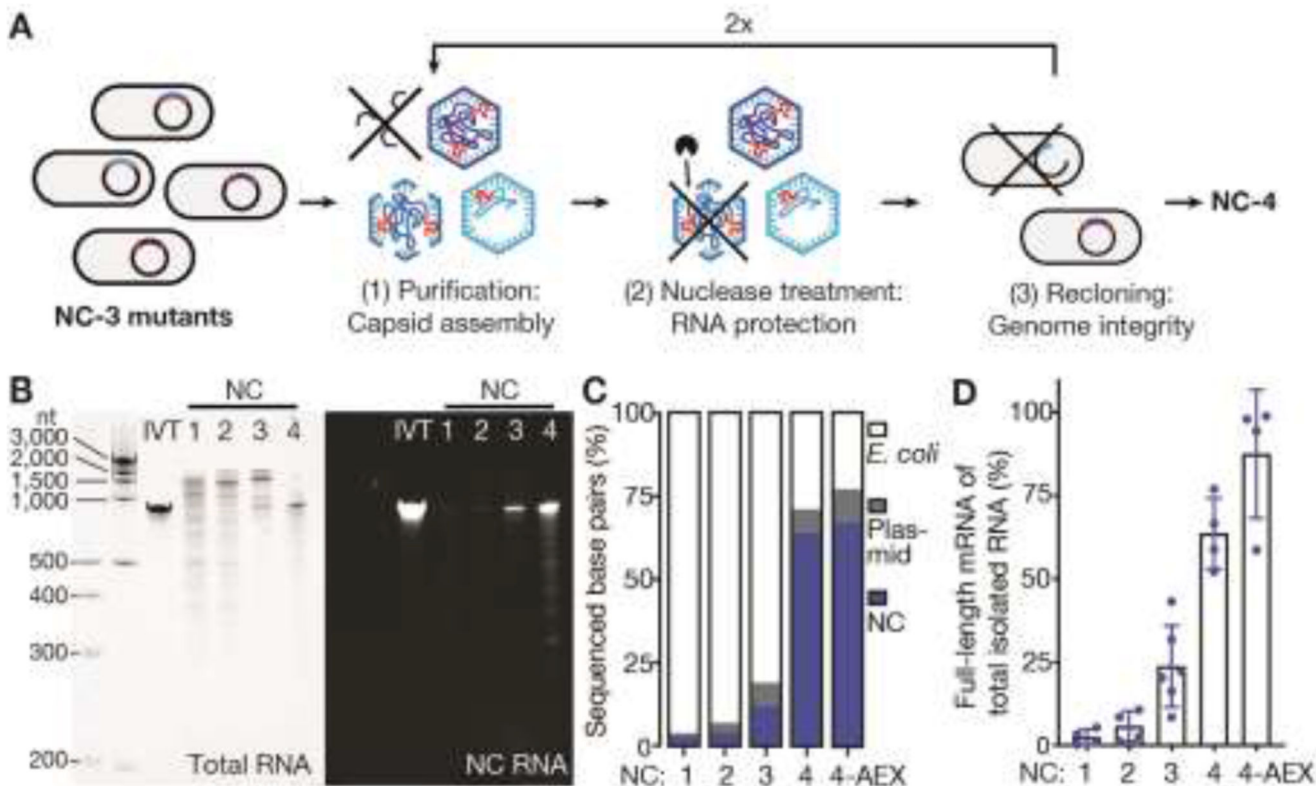 A
2x
NC-3 mutants
(1) Purification:
Capsid assembly
(2) Nuclease treatment:
RNA protection
(3) Recloning:
Genome integrity
NC-4
B
NC
nt
3,000
2,000
1,500
1,000
500
400
300
200
IVT 1 2 3 4
Total RNA
NC
IVT 1 2 3 4
NC RNA
C
Sequenced base pairs (%)
100
75
50
25
0
NC: 1 2 3 4 4-AEX
E. coli
Plas-
mid
NC
D
Full-length mRNA of
total isolated RNA (%)
100
75
50
25
0
NC: 1 2 3 4 4-AEX